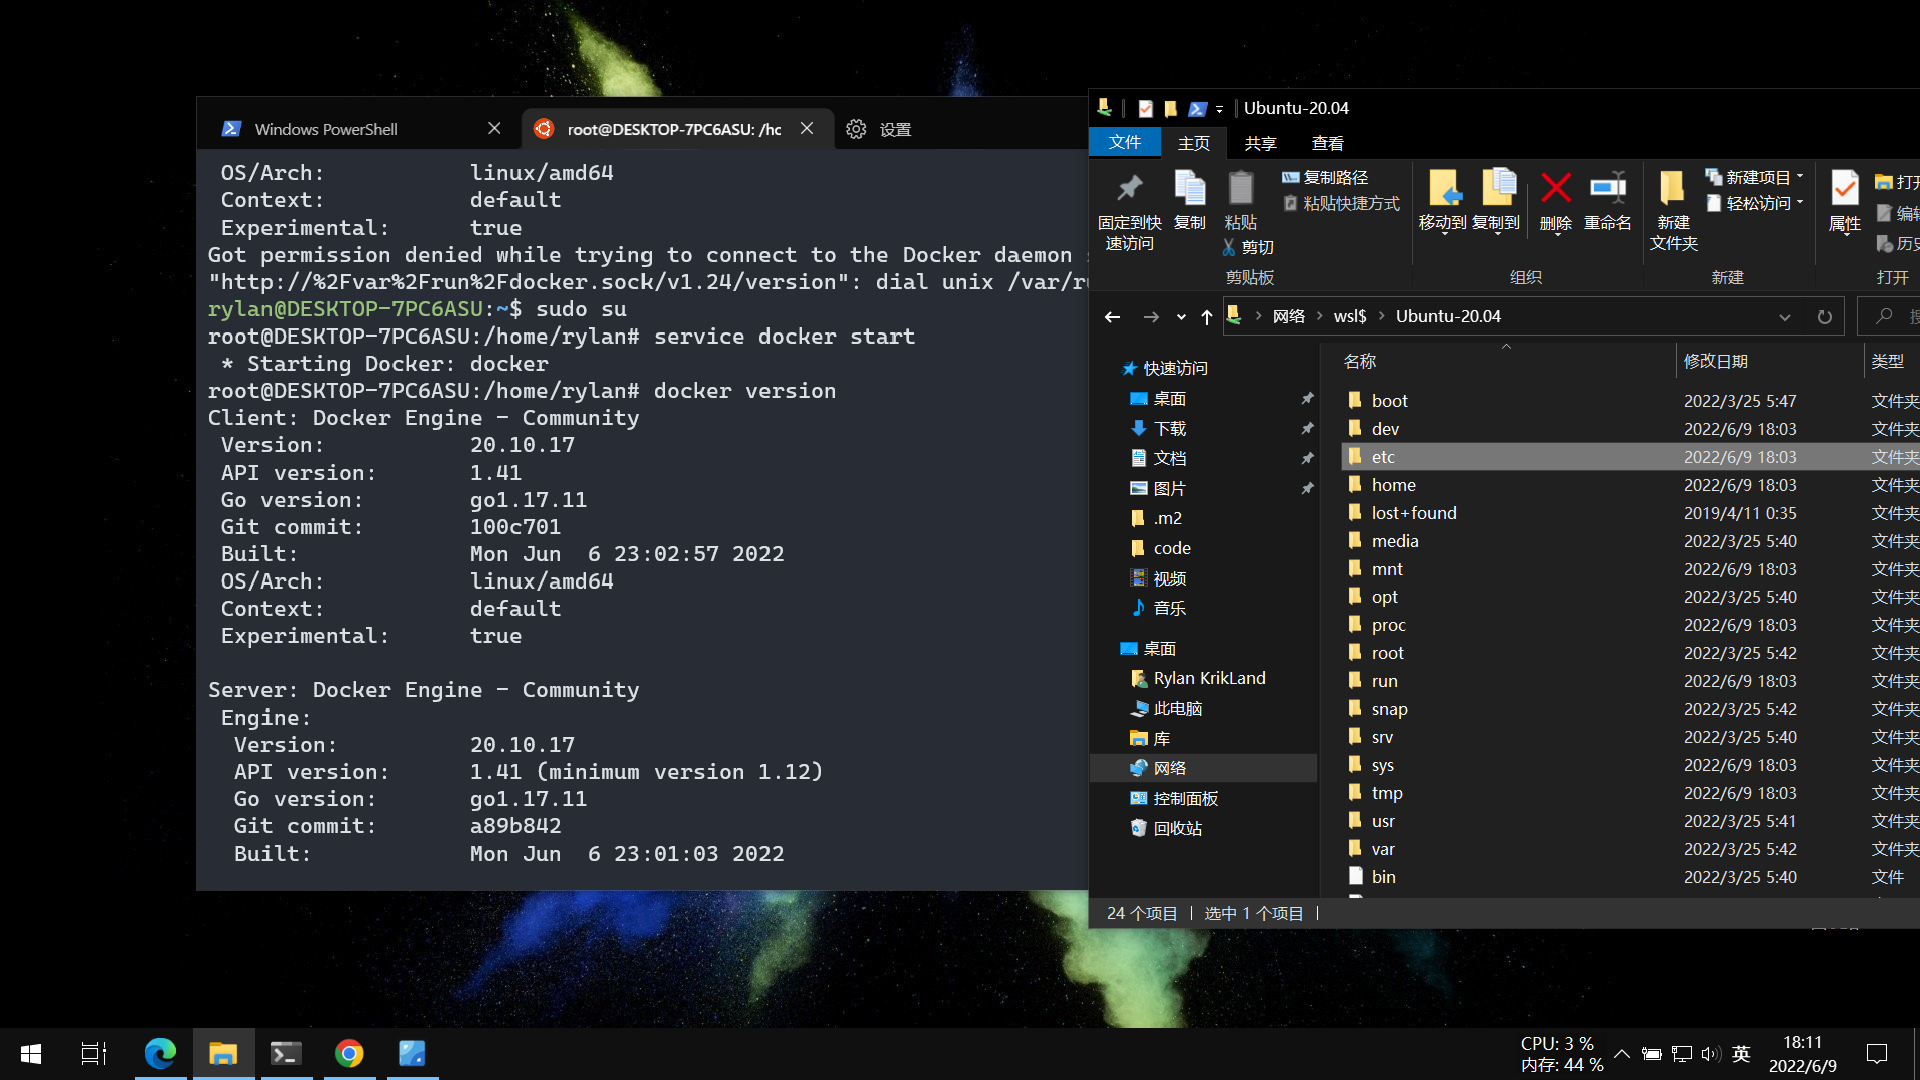 Windows PowerShell
root@DESKTOP-7PC6ASU: /hc
设置
OS/Arch: linux/amd64
Context: default
Experimental: true
Got permission denied while trying to connect to the Docker daemon
"http://%2Fvar%2Frun%2Fdocker.sock/v1.24/version": dial unix /var/r
rylan@DESKTOP-7PC6ASU:~$ sudo su
root@DESKTOP-7PC6ASU:/home/rylan# service docker start
* Starting Docker: docker
root@DESKTOP-7PC6ASU:/home/rylan# docker version
Client: Docker Engine - Community
Version: 20.10.17
API version: 1.41
Go version: go1.17.11
Git commit: 100c701
Built: Mon Jun  6 23:02:57 2022
OS/Arch: linux/amd64
Context: default
Experimental: true
Server: Docker Engine - Community
Engine:
Version: 20.10.17
API version: 1.41 (minimum version 1.12)
Go version: go1.17.11
Git commit: a89b842
Built: Mon Jun  6 23:01:03 2022
Ubuntu-20.04
文件 主页 共享 查看
固定到快速访问
复制
粘贴
复制路径
粘贴快捷方式
剪切
剪贴板
移动到 复制到 删除 重命名
组织
新建文件夹
新建项目
轻松访问
新建
属性
打开
编辑
历史
打开
网络 wsl$ Ubuntu-20.04
快速访问
桌面
下载
文档
图片
.m2
code
视频
音乐
桌面
Rylan KrikLand
此电脑
库
网络
控制面板
回收站
名称 修改日期 类型
boot 2022/3/25 5:47 文件夹
dev 2022/6/9 18:03 文件夹
etc 2022/6/9 18:03 文件夹
home 2022/6/9 18:03 文件夹
lost+found 2019/4/11 0:35 文件夹
media 2022/3/25 5:40 文件夹
mnt 2022/6/9 18:03 文件夹
opt 2022/3/25 5:40 文件夹
proc 2022/6/9 18:03 文件夹
root 2022/3/25 5:42 文件夹
run 2022/6/9 18:03 文件夹
snap 2022/3/25 5:42 文件夹
srv 2022/3/25 5:40 文件夹
sys 2022/6/9 18:03 文件夹
tmp 2022/6/9 18:03 文件夹
usr 2022/3/25 5:41 文件夹
var 2022/3/25 5:42 文件夹
bin 2022/3/25 5:40 文件
24 个项目 选中 1 个项目
CPU: 3 %
内存: 44 %
英
18:11
2022/6/9